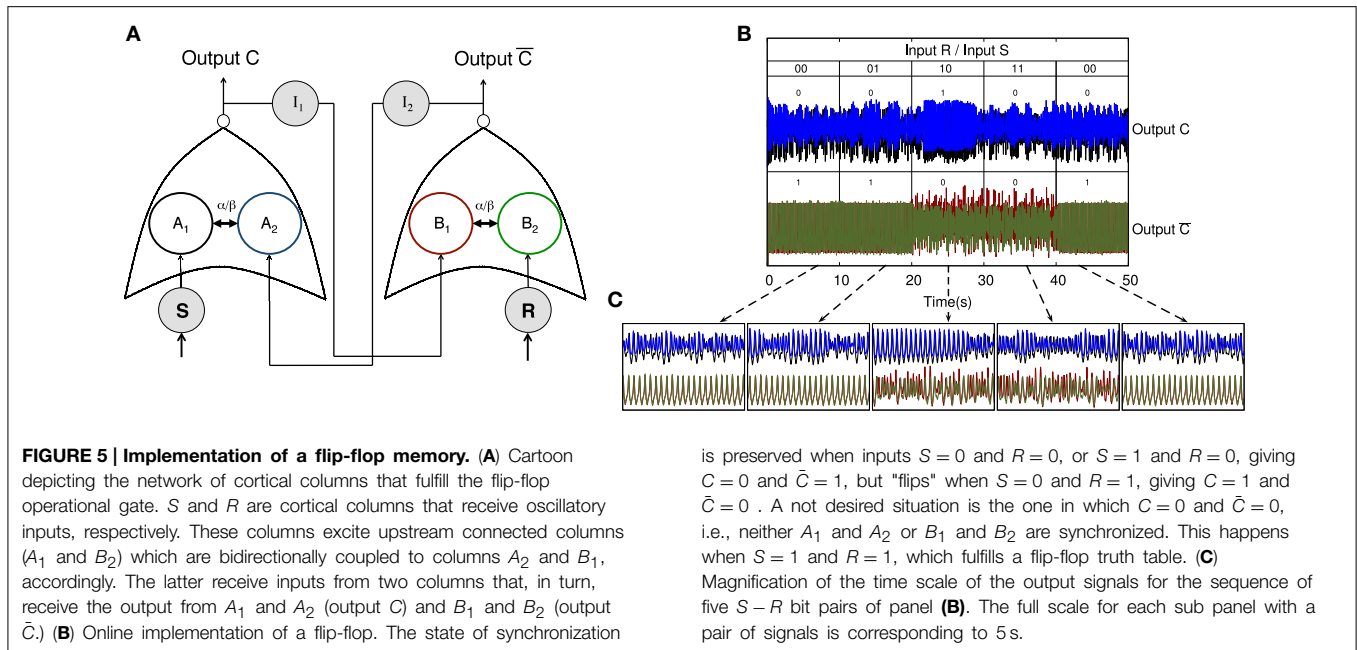 A
Output C
Output C̅
I₁
I₂
A₁
α/β
A₂
B₁
α/β
B₂
S
R
B
Input R / Input S
00 01 10 11 00
0 0 1 0 0
Output C
1 1 0 0 1
Output C̅
0 10 20 30 40 50
Time(s)
C
FIGURE 5 | Implementation of a flip-flop memory. (A) Cartoon
depicting the network of cortical columns that fulfill the flip-flop
operational gate. S and R are cortical columns that receive oscillatory
inputs, respectively. These columns excite upstream connected columns
(A₁ and B₂) which are bidirectionally coupled to columns A₂ and B₁,
accordingly. The latter receive inputs from two columns that, in turn,
receive the output from A₁ and A₂ (output C) and B₁ and B₂ (output
C̄.) (B) Online implementation of a flip-flop. The state of synchronization
is preserved when inputs S = 0 and R = 0, or S = 1 and R = 0, giving
C = 0 and C̄ = 1, but "flips" when S = 0 and R = 1, giving C = 1 and
C̄ = 0 . A not desired situation is the one in which C = 0 and C̄ = 0,
i.e., neither A₁ and A₂ or B₁ and B₂ are synchronized. This happens
when S = 1 and R = 1, which fulfills a flip-flop truth table. (C)
Magnification of the time scale of the output signals for the sequence of
five S − R bit pairs of panel (B). The full scale for each sub panel with a
pair of signals is corresponding to 5 s.